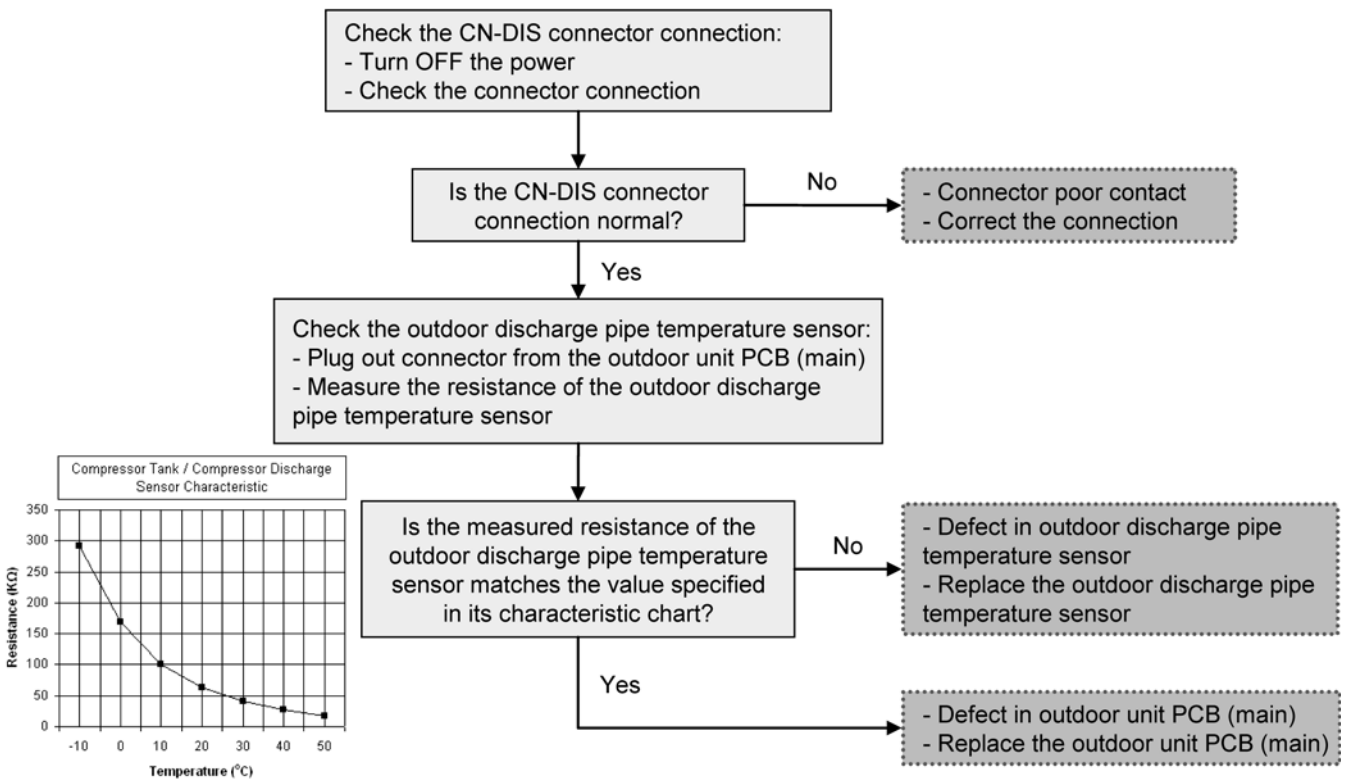 Check the CN-DIS connector connection:
- Turn OFF the power
- Check the connector connection
Is the CN-DIS connector
connection normal?
No
- Connector poor contact
- Correct the connection
Yes
Check the outdoor discharge pipe temperature sensor:
- Plug out connector from the outdoor unit PCB (main)
- Measure the resistance of the outdoor discharge
pipe temperature sensor
Compressor Tank / Compressor Discharge
Sensor Characteristic
Resistance (KΩ)
350
300
250
200
150
100
50
0
-10 0 10 20 30 40 50
Temperature (°C)
Is the measured resistance of the
outdoor discharge pipe temperature
sensor matches the value specified
in its characteristic chart?
No
- Defect in outdoor discharge pipe
temperature sensor
- Replace the outdoor discharge pipe
temperature sensor
Yes
- Defect in outdoor unit PCB (main)
- Replace the outdoor unit PCB (main)